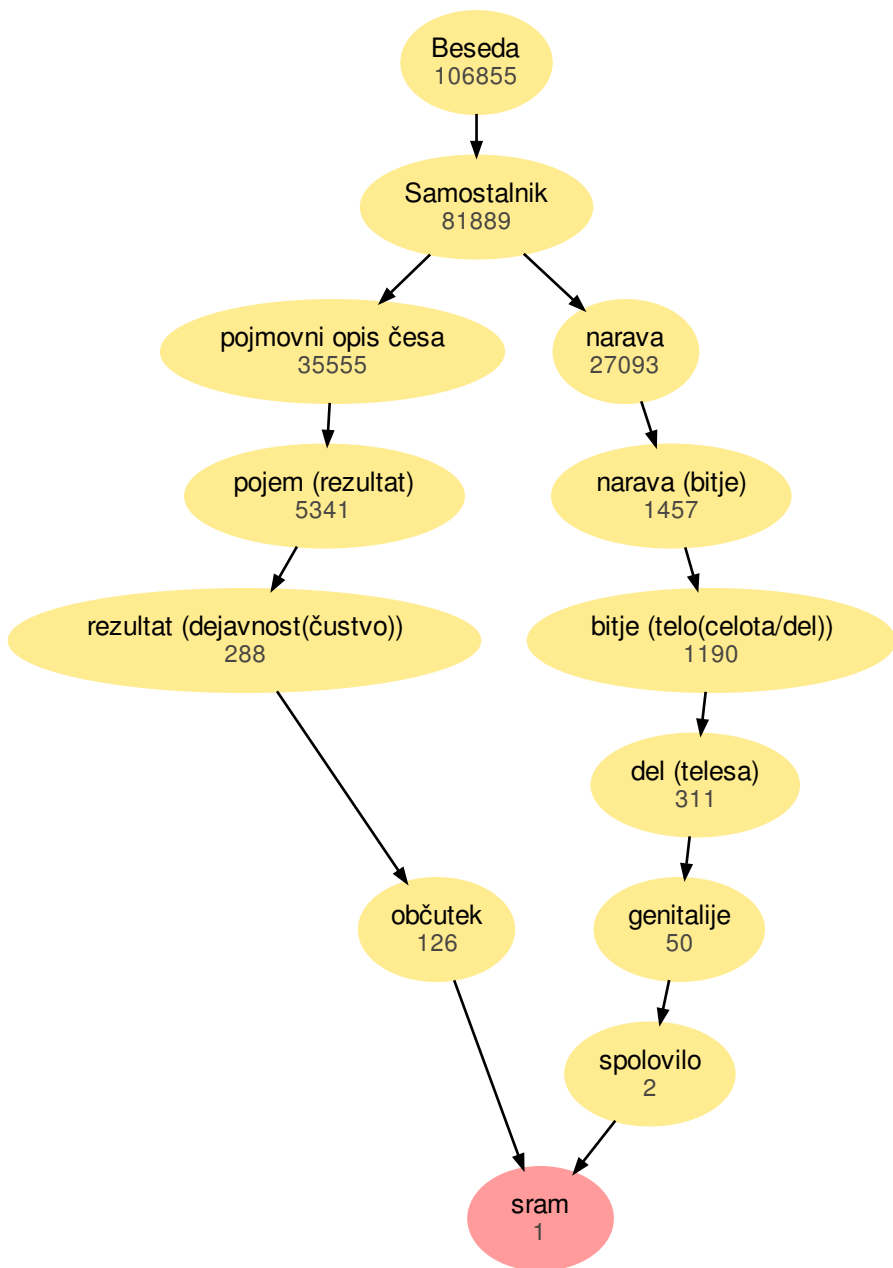 Beseda
106855
Samostalnik
81889
pojmovni opis česa
35555
narava
27093
pojem (rezultat)
5341
narava (bitje)
1457
rezultat (dejavnost(čustvo))
288
bitje (telo(celota/del))
1190
del (telesa)
311
občutek
126
genitalije
50
spolovilo
2
sram
1